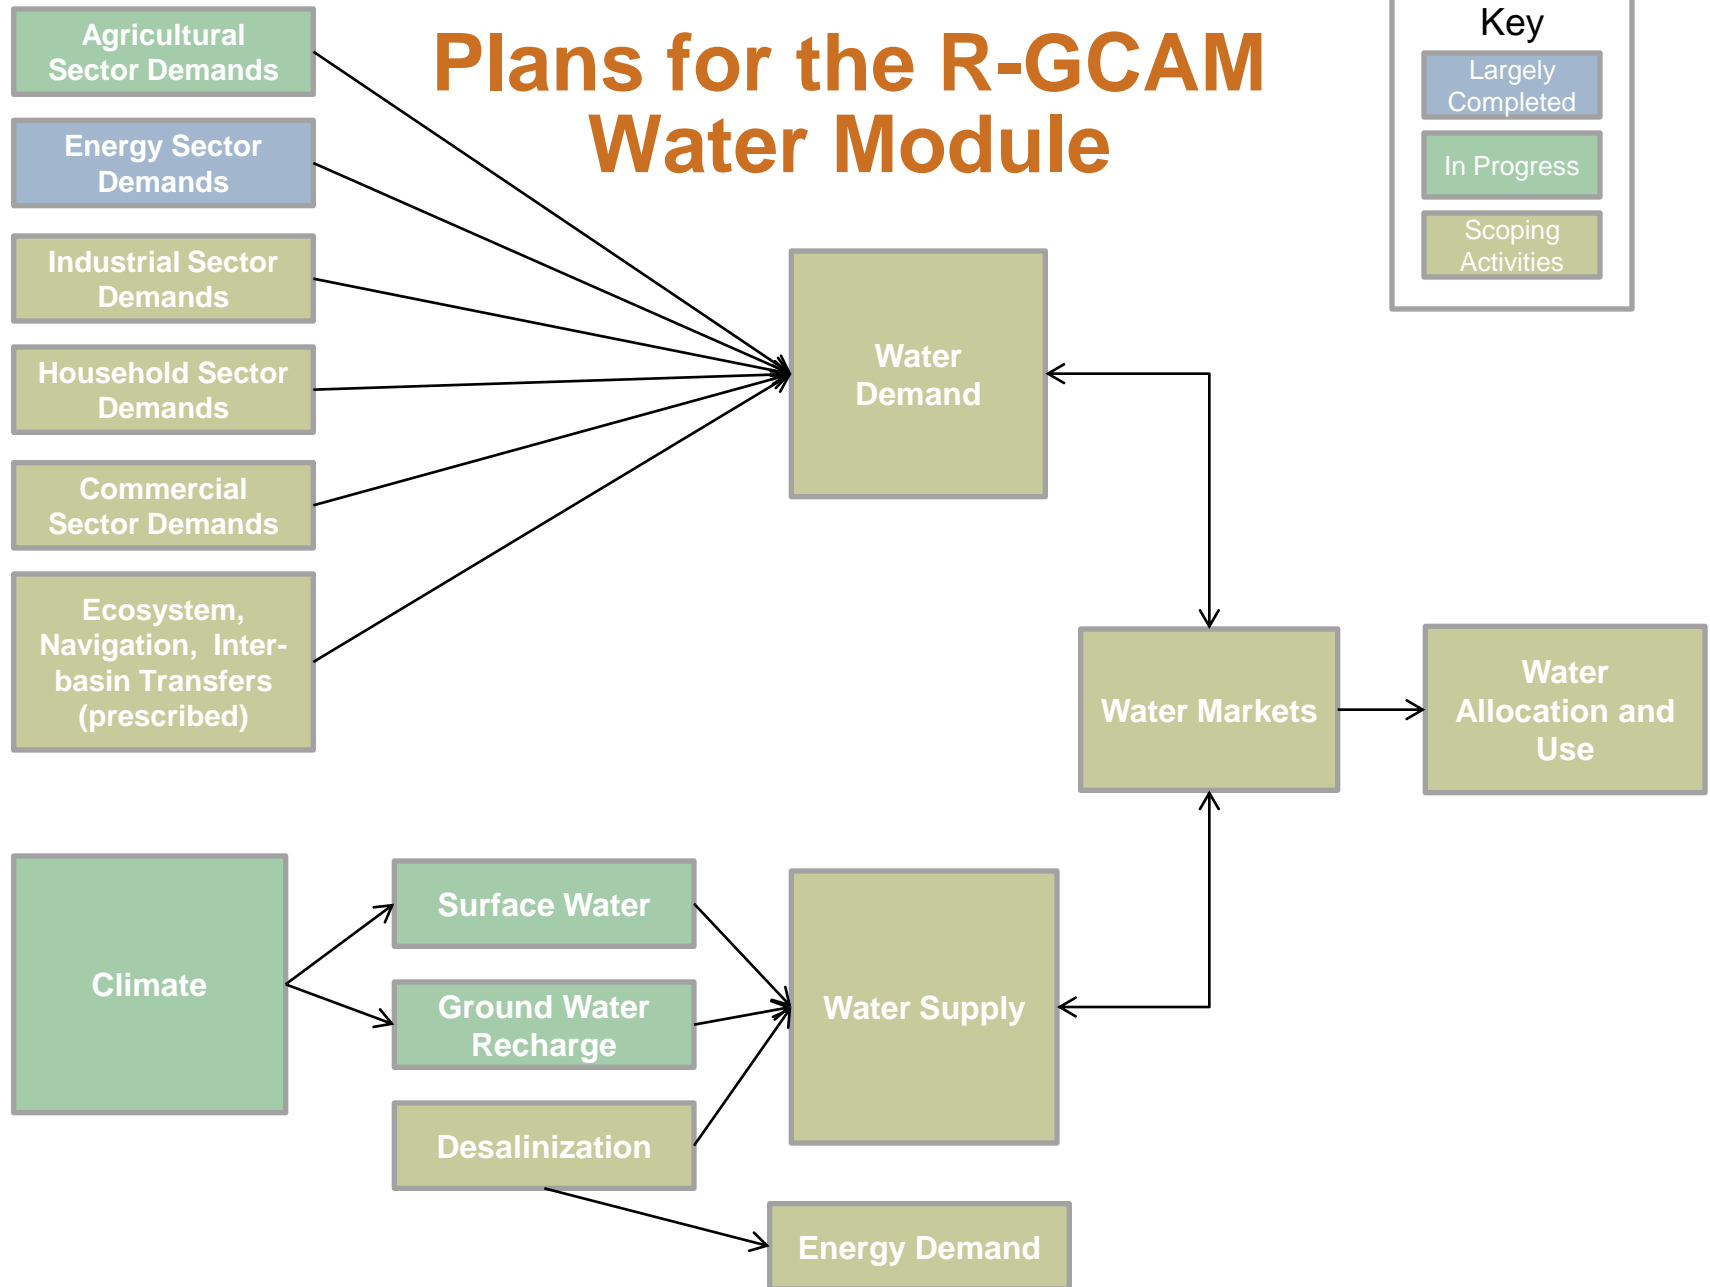 Plans for the R-GCAM
Water Module
Key
Largely
Completed
In Progress
Scoping
Activities
Agricultural
Sector Demands
Energy Sector
Demands
Industrial Sector
Demands
Household Sector
Demands
Commercial
Sector Demands
Ecosystem,
Navigation, Inter-
basin Transfers
(prescribed)
Water
Demand
Water Markets
Water
Allocation and
Use
Climate
Surface Water
Ground Water
Recharge
Desalinization
Water Supply
Energy Demand